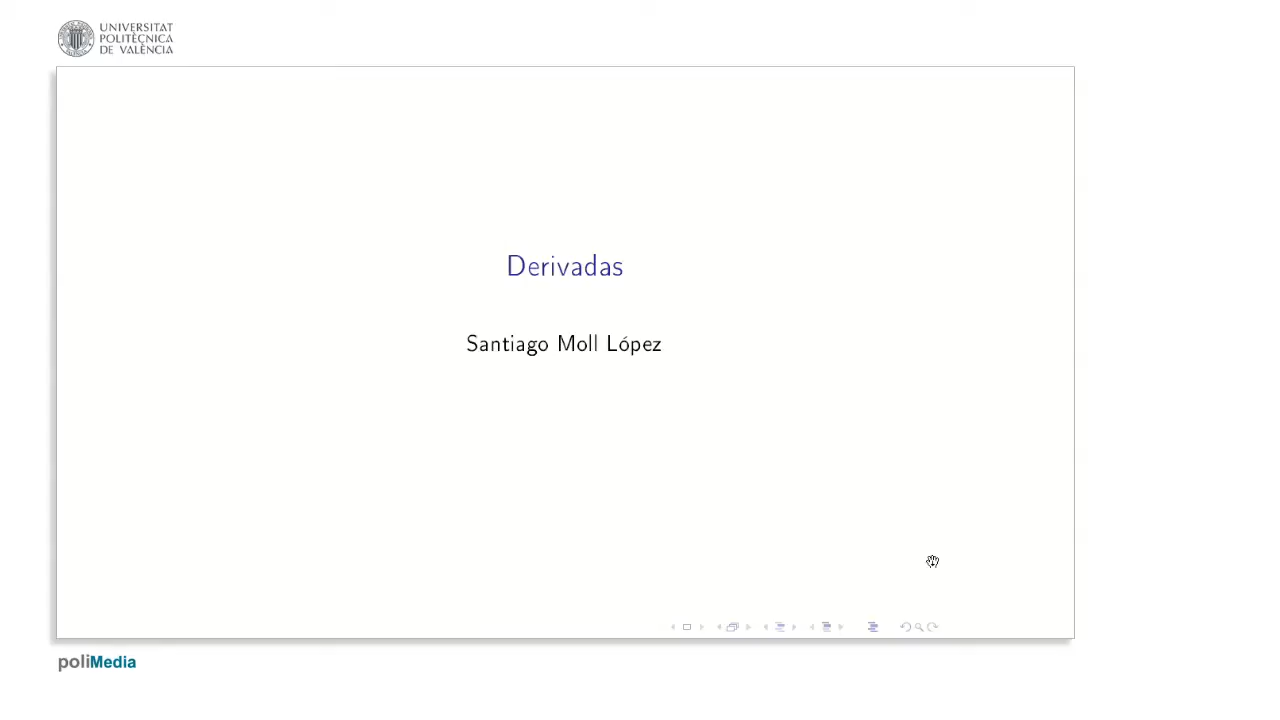 UNIVERSITAT
POLITÈCNICA
DE VALÈNCIA
Derivadas
Santiago Moll López
poliMedia